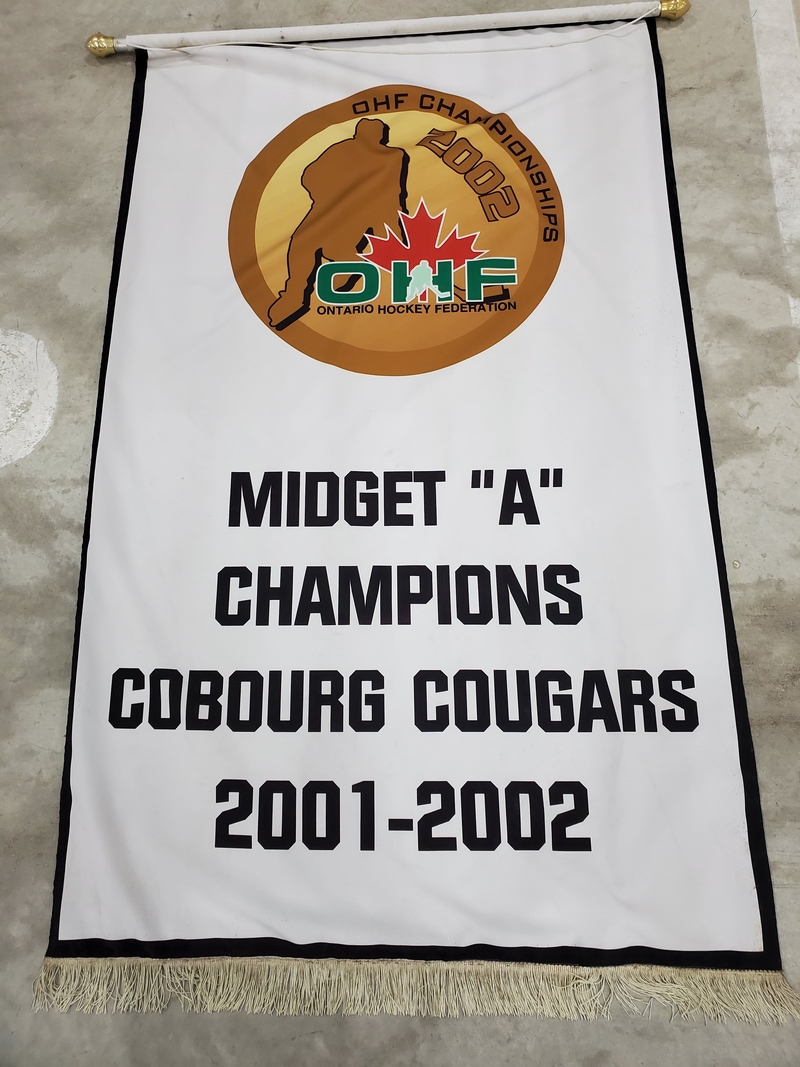 OHF CHAMPIONSHIPS
2002
OHF
ONTARIO HOCKEY FEDERATION
MIDGET "A"
CHAMPIONS
COBOURG COUGARS
2001-2002